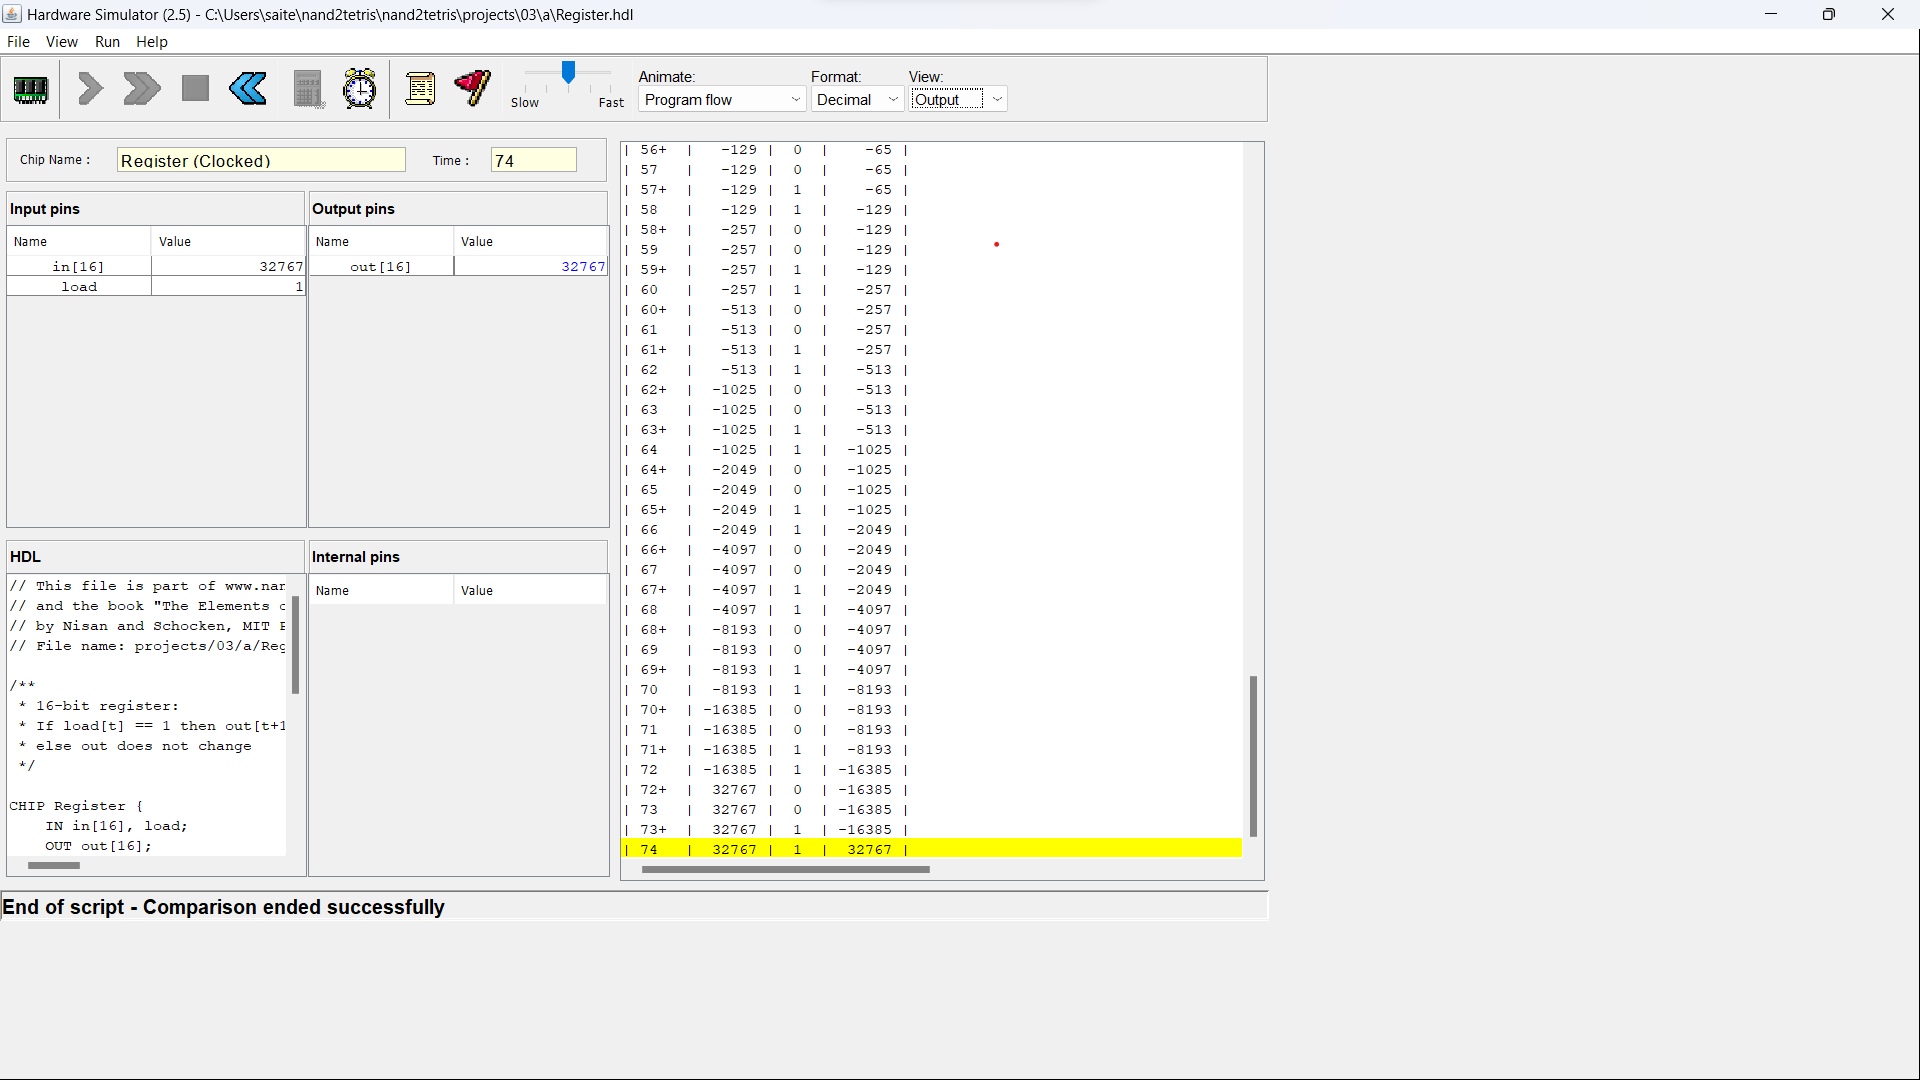 Hardware Simulator (2.5) - C:\Users\saite\nand2tetris\nand2tetris\projects\03\a\Register.hdl
File View Run Help
Slow Fast
Animate: Format: View:
Program flow Decimal Output
Chip Name : Register (Clocked) Time : 74
Input pins
Name Value
in[16] 32767
load 1
Output pins
Name Value
out[16] 32767
HDL
// This file is part of www.nan
// and the book "The Elements o
// by Nisan and Schocken, MIT P
// File name: projects/03/a/Reg
/**
* 16-bit register:
* If load[t] == 1 then out[t+1
* else out does not change
*/
CHIP Register {
IN in[16], load;
OUT out[16];
Internal pins
Name Value
| 56+ | -129 | 0 | -65 |
| 57 | -129 | 0 | -65 |
| 57+ | -129 | 1 | -65 |
| 58 | -129 | 1 | -129 |
| 58+ | -257 | 0 | -129 |
| 59 | -257 | 0 | -129 |
| 59+ | -257 | 1 | -129 |
| 60 | -257 | 1 | -257 |
| 60+ | -513 | 0 | -257 |
| 61 | -513 | 0 | -257 |
| 61+ | -513 | 1 | -257 |
| 62 | -513 | 1 | -513 |
| 62+ | -1025 | 0 | -513 |
| 63 | -1025 | 0 | -513 |
| 63+ | -1025 | 1 | -513 |
| 64 | -1025 | 1 | -1025 |
| 64+ | -2049 | 0 | -1025 |
| 65 | -2049 | 0 | -1025 |
| 65+ | -2049 | 1 | -1025 |
| 66 | -2049 | 1 | -2049 |
| 66+ | -4097 | 0 | -2049 |
| 67 | -4097 | 0 | -2049 |
| 67+ | -4097 | 1 | -2049 |
| 68 | -4097 | 1 | -4097 |
| 68+ | -8193 | 0 | -4097 |
| 69 | -8193 | 0 | -4097 |
| 69+ | -8193 | 1 | -4097 |
| 70 | -8193 | 1 | -8193 |
| 70+ | -16385 | 0 | -8193 |
| 71 | -16385 | 0 | -8193 |
| 71+ | -16385 | 1 | -8193 |
| 72 | -16385 | 1 | -16385 |
| 72+ | 32767 | 0 | -16385 |
| 73 | 32767 | 0 | -16385 |
| 73+ | 32767 | 1 | -16385 |
| 74 | 32767 | 1 | 32767 |
End of script - Comparison ended successfully